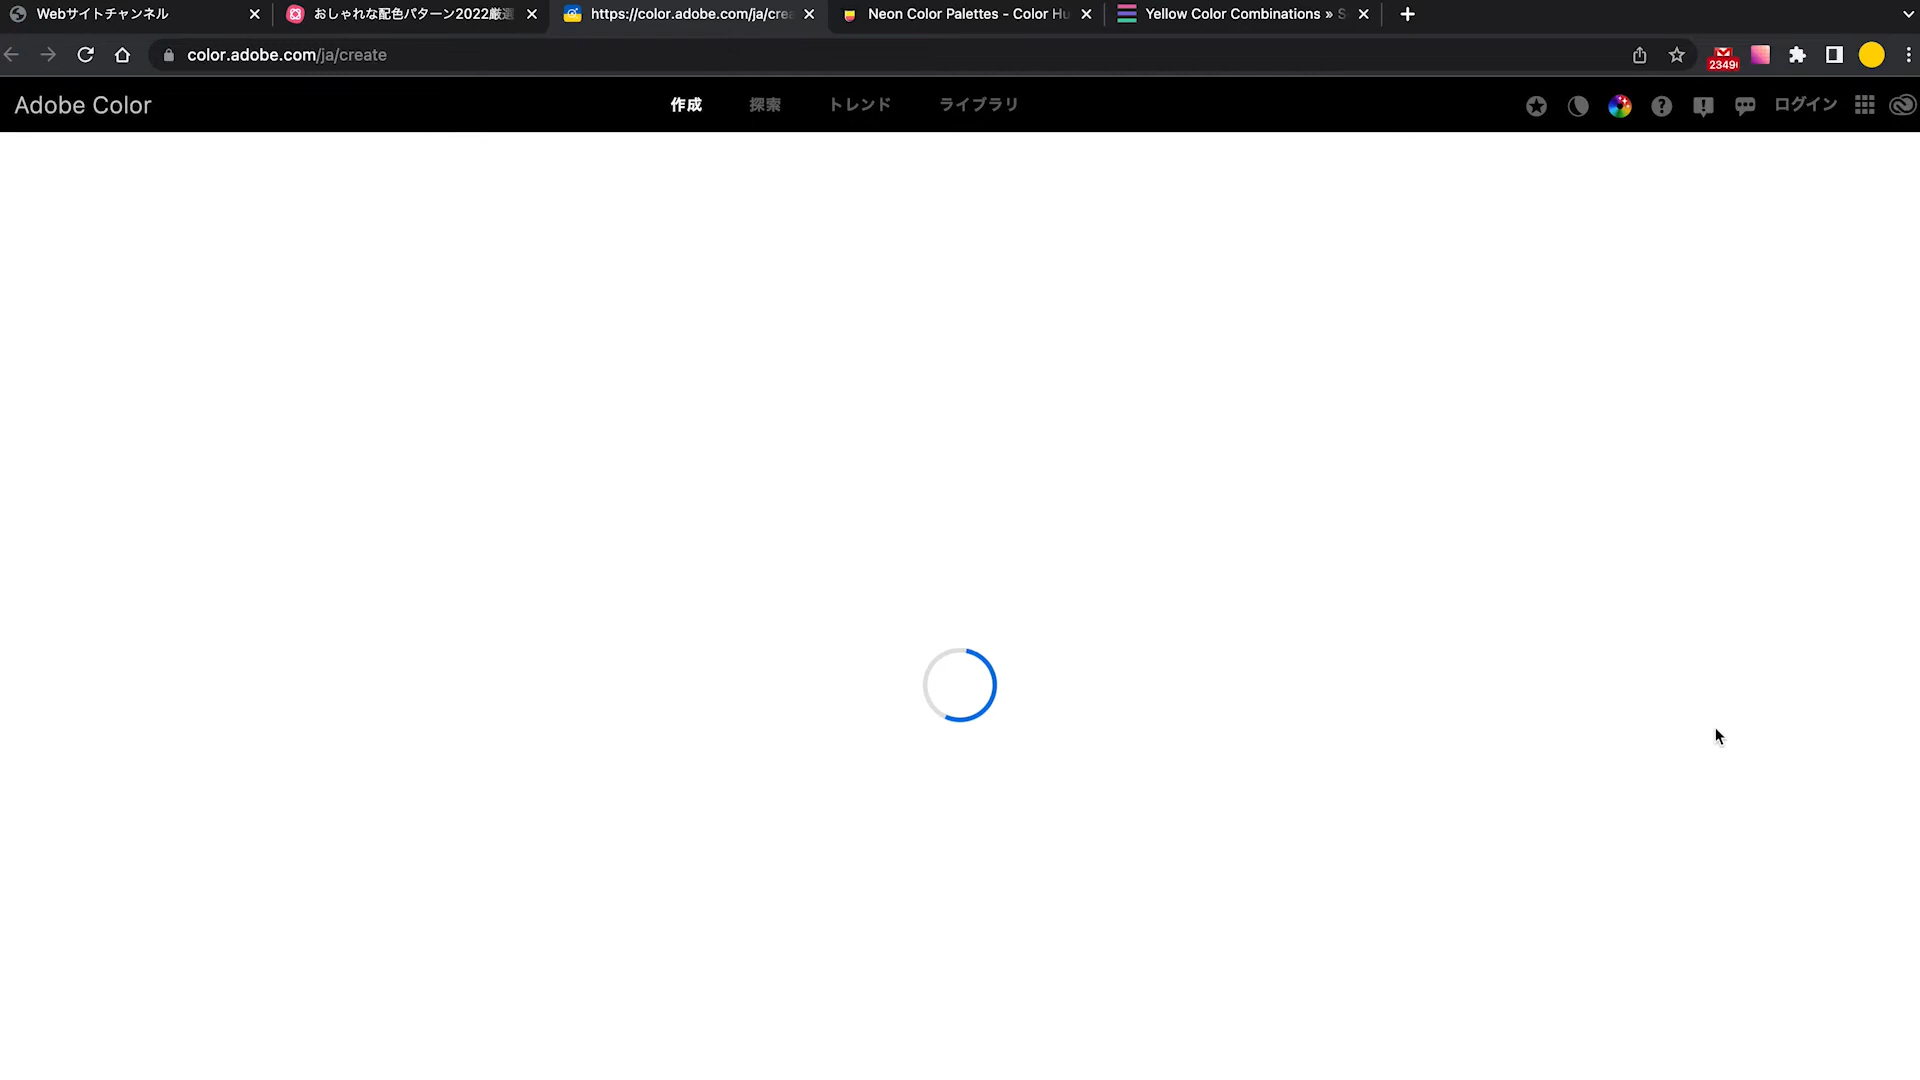 Webサイトチャンネル
おしゃれな配色パターン2022厳選
https://color.adobe.com/ja/crea
Neon Color Palettes - Color Hu
Yellow Color Combinations » S
color.adobe.com/ja/create
2349
Adobe Color
作成
探索
トレンド
ライブラリ
ログイン